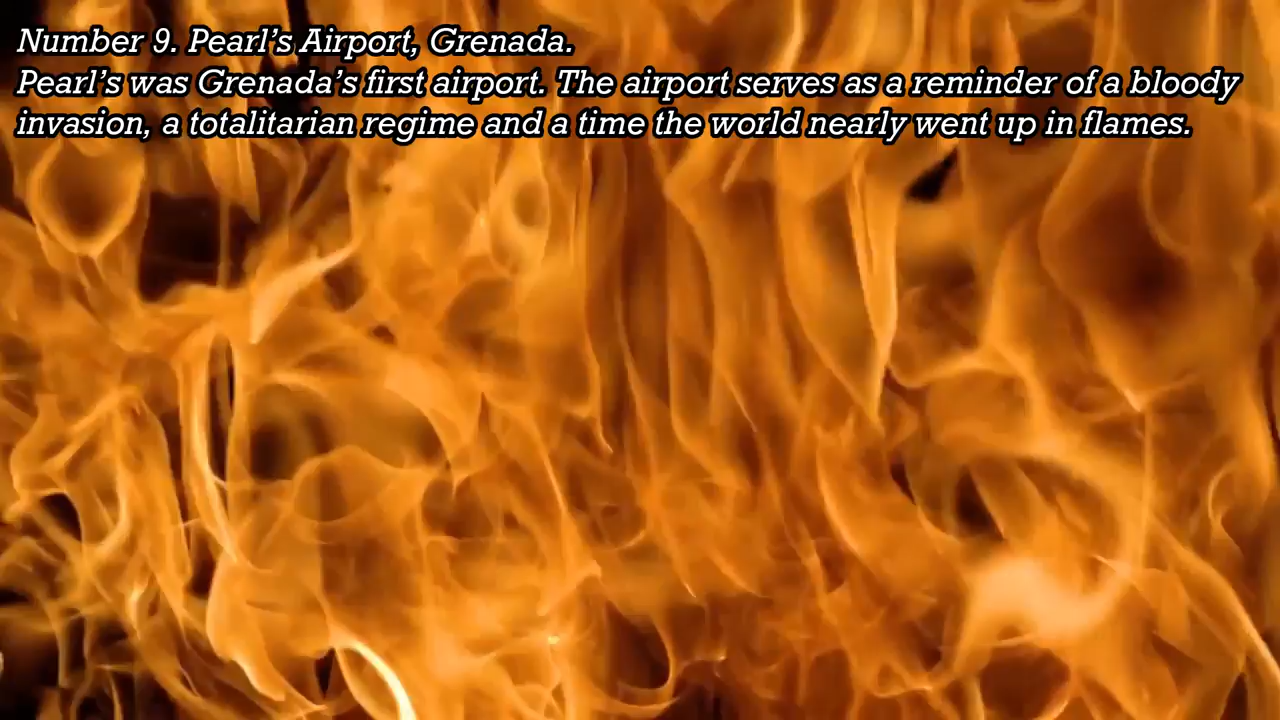 Number 9. Pearl’s Airport, Grenada.
Pearl’s was Grenada’s first airport. The airport serves as a reminder of a bloody
invasion, a totalitarian regime and a time the world nearly went up in flames.